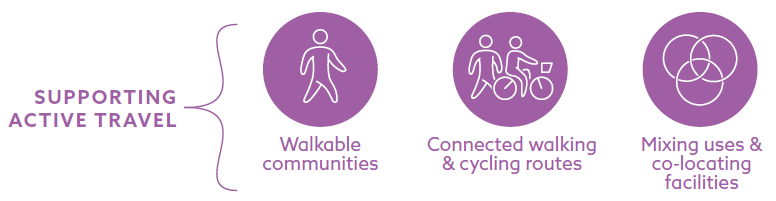 SUPPORTING
ACTIVE TRAVEL
Walkable
communities
Connected walking
& cycling routes
Mixing uses &
co-locating
facilities